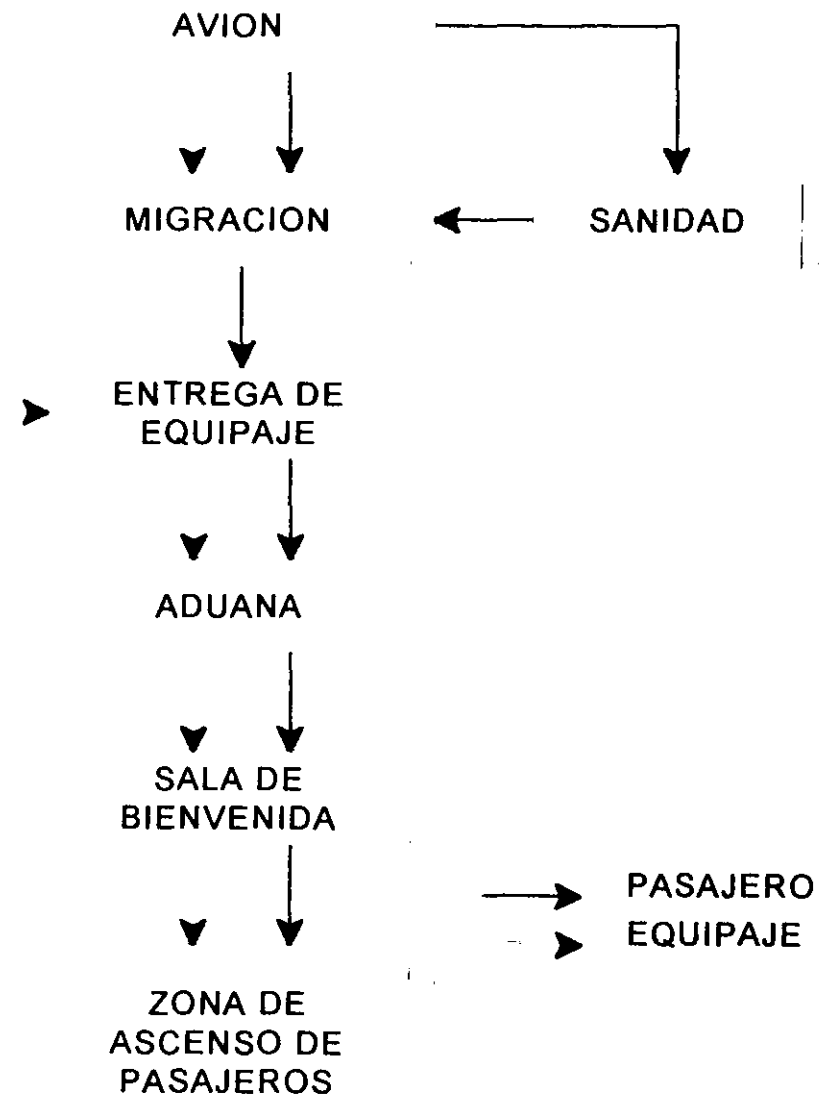 AVION
MIGRACION
SANIDAD
ENTREGA DE
EQUIPAJE
ADUANA
SALA DE
BIENVENIDA
PASAJERO
EQUIPAJE
ZONA DE
ASCENSO DE
PASAJEROS